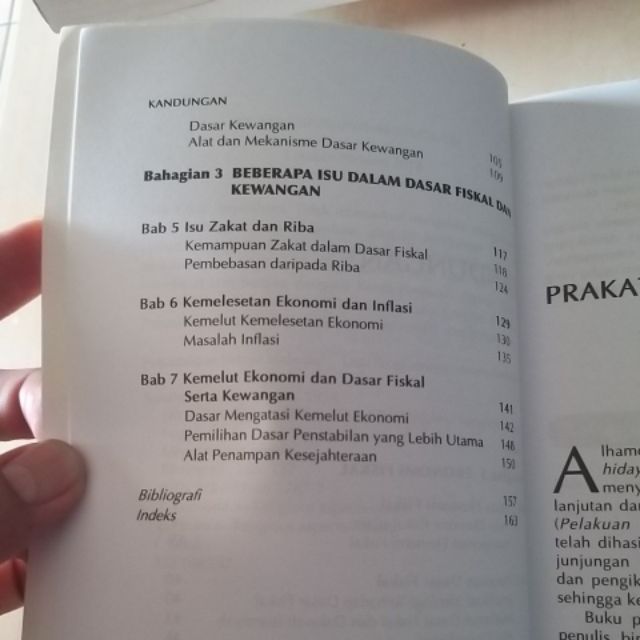 KANDUNGAN
Dasar Kewangan 105
Alat dan Mekanisme Dasar Kewangan 109
Bahagian 3 BEBERAPA ISU DALAM DASAR FISKAL DAN
KEWANGAN
Bab 5 Isu Zakat dan Riba 117
Kemampuan Zakat dalam Dasar Fiskal 118
Pembebasan daripada Riba 124
Bab 6 Kemelesetan Ekonomi dan Inflasi 129
Kemelut Kemelesetan Ekonomi 130
Masalah Inflasi 135
Bab 7 Kemelut Ekonomi dan Dasar Fiskal
Serta Kewangan 141
Dasar Mengatasi Kemelut Ekonomi 142
Pemilihan Dasar Penstabilan yang Lebih Utama 148
Alat Penampan Kesejahteraan 150
Bibliografi 157
Indeks 163
PRAKA
Alham
hiday
meny
lanjutan da
(Pelakuan
telah dihasi
junjungan
dan pengik
sehingga ke
Buku p
penulis